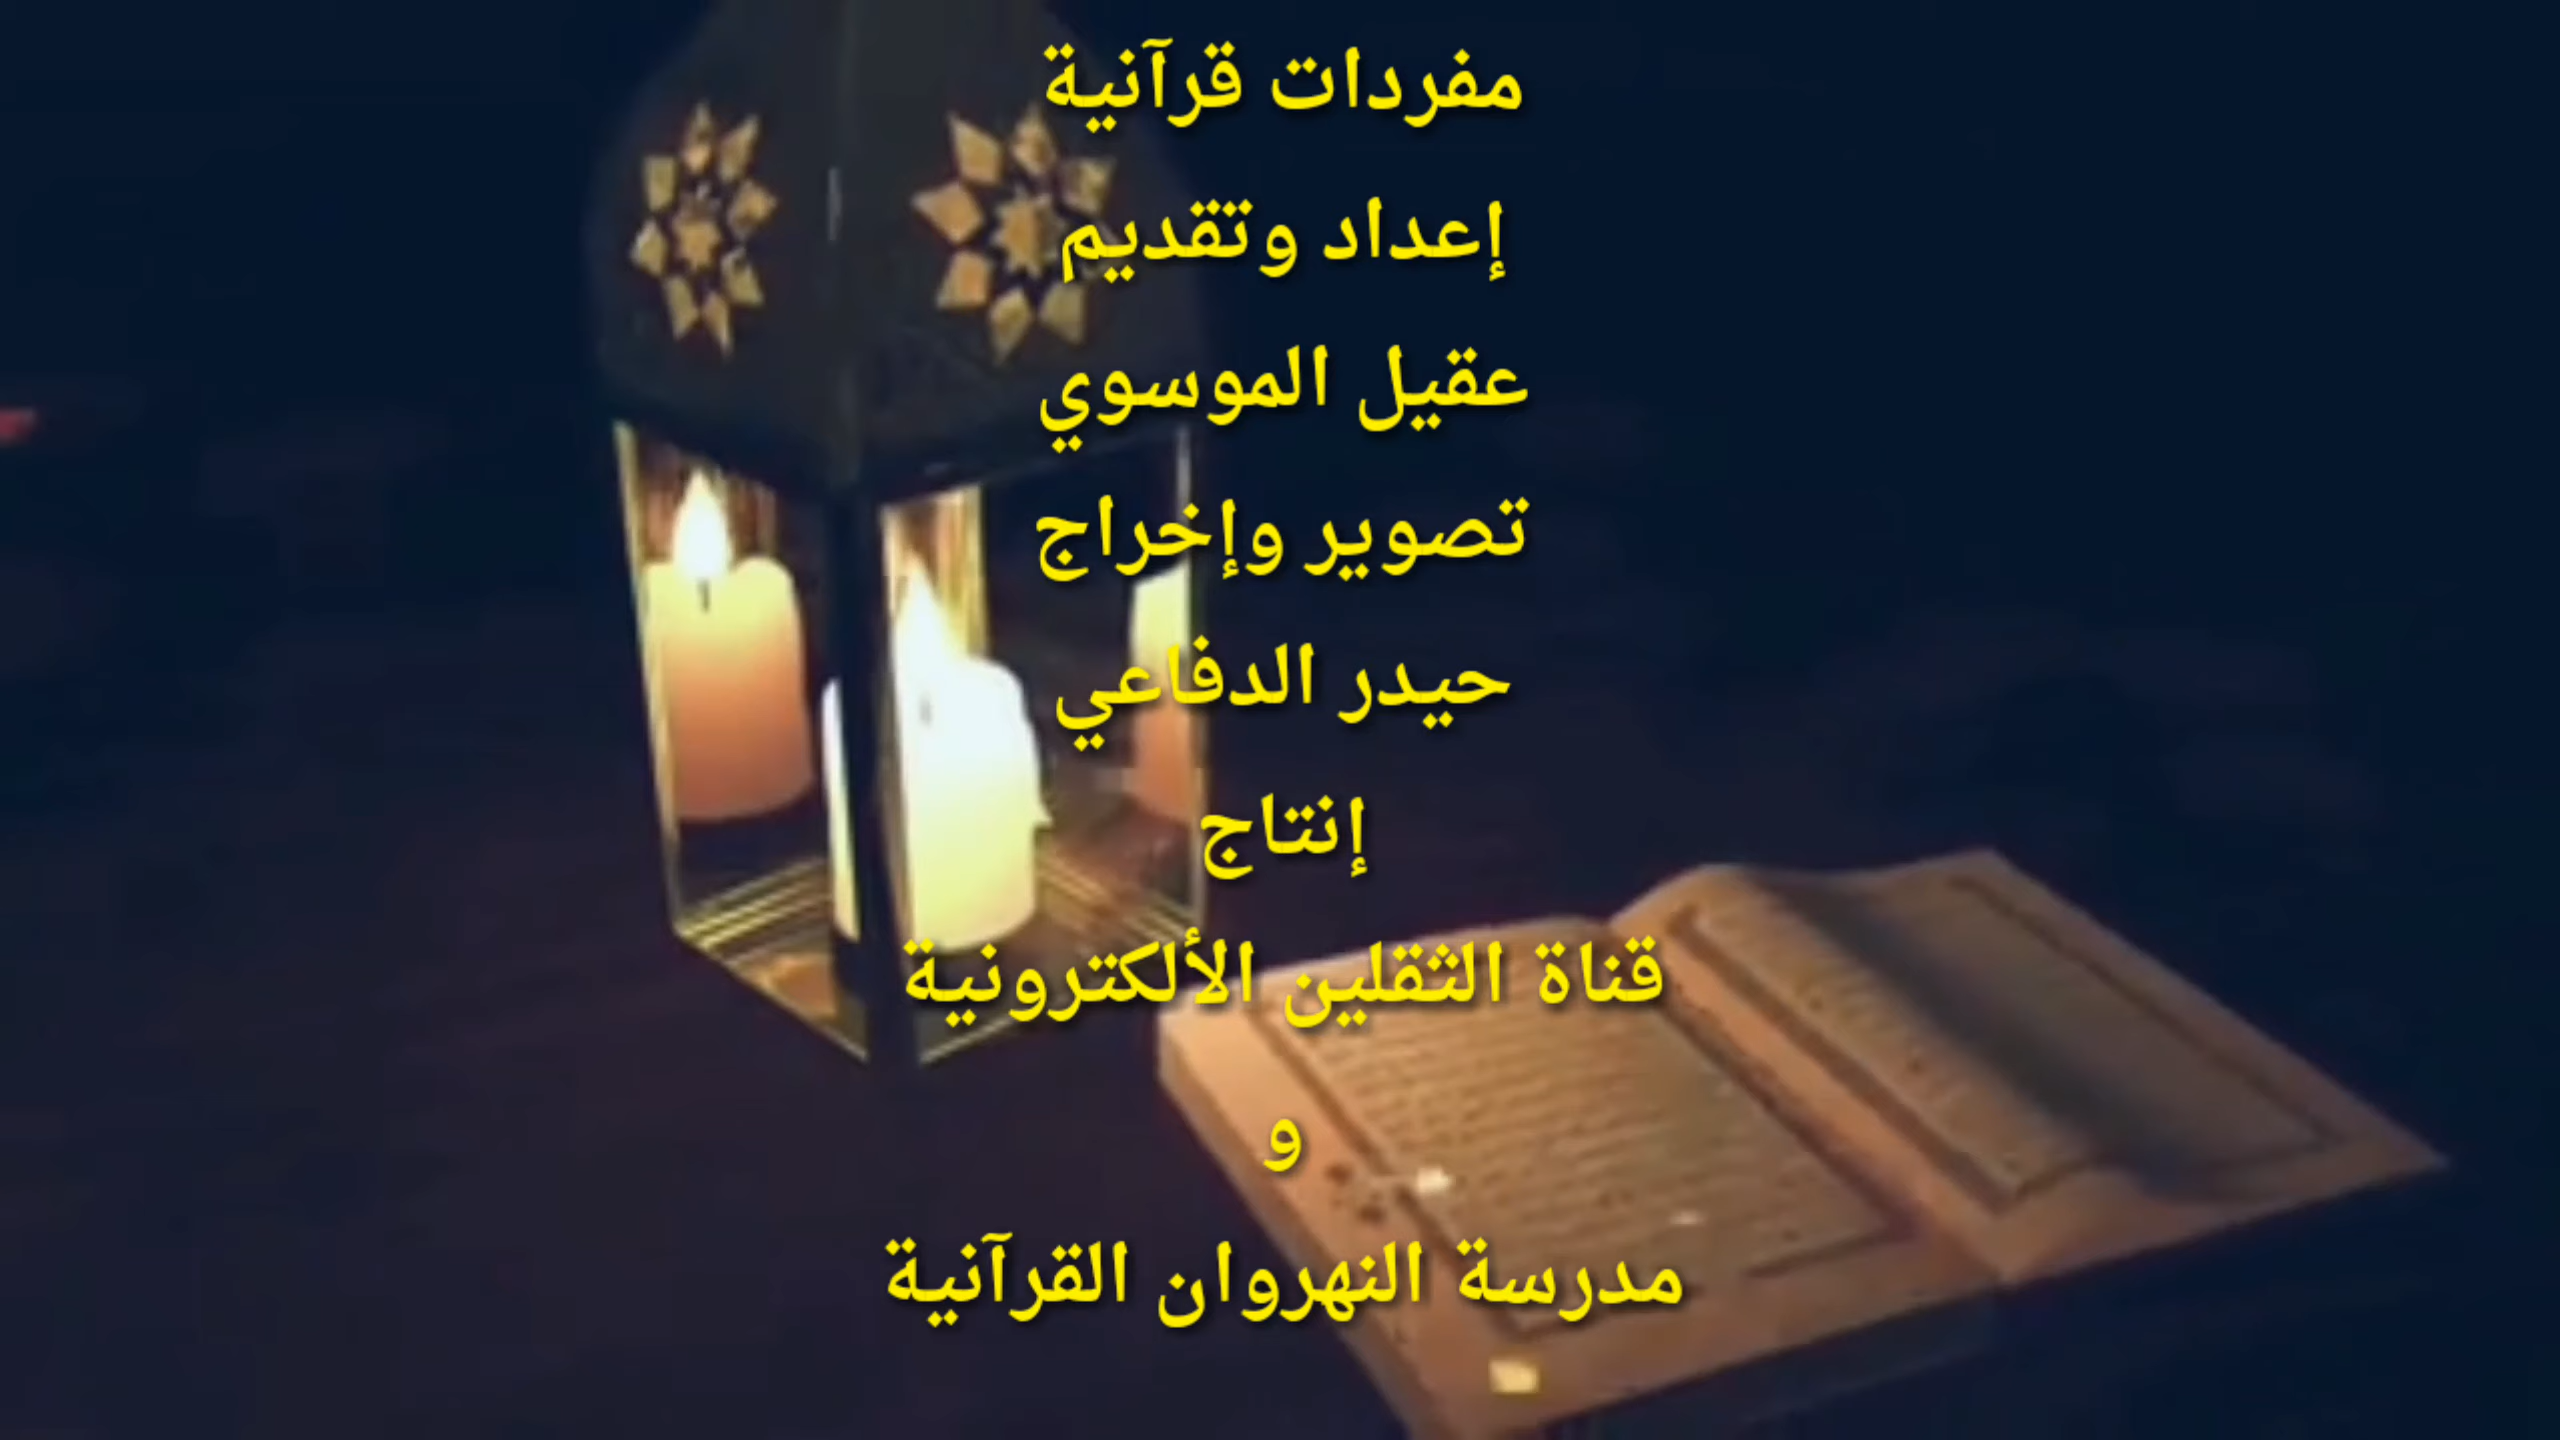 مفردات قرآنية
إعداد وتقديم
عقيل الموسوي
تصوير وإخراج
حيدر الدفاعي
إنتاج
قناة الثقلين الألكترونية
و
مدرسة النهروان القرآنية